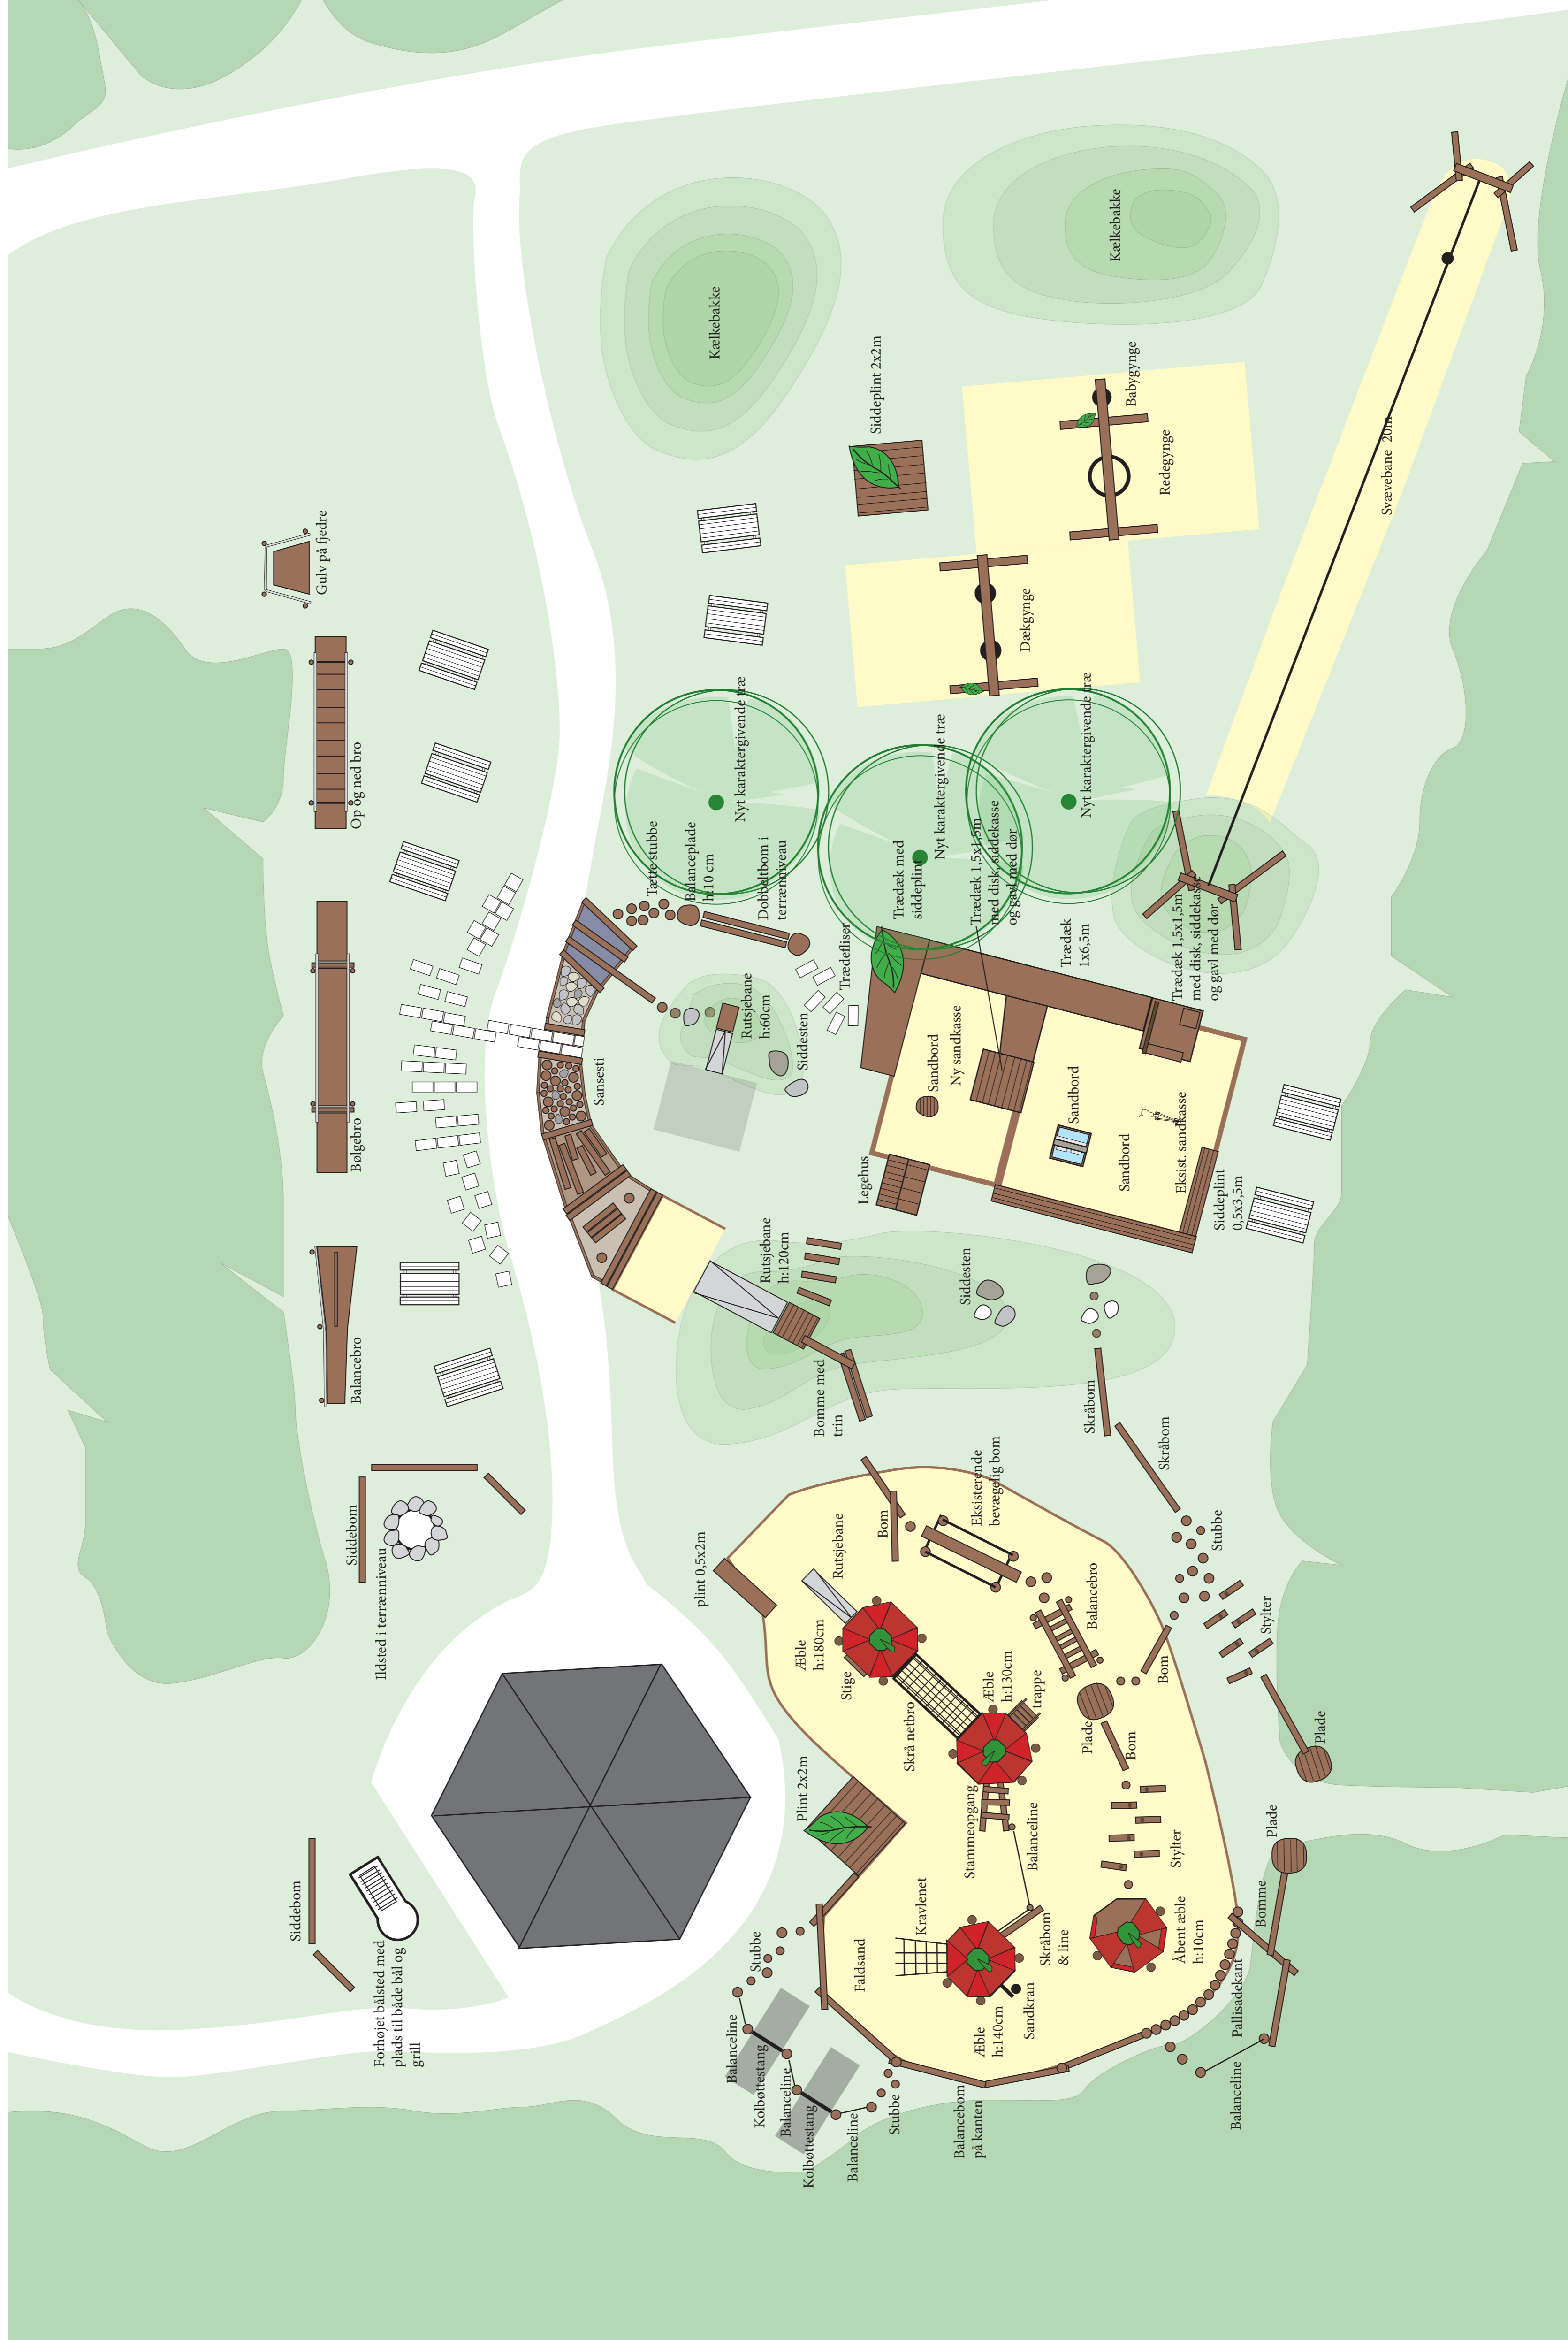 Gulv på fjedre
Op og ned bro
Bølgebro
Balancebro
Siddebom
Ildsted i terrænniveau
Siddebom
Forhøjet bålsted med
plads til både bål og
grill
Kælkebakke
Kælkebakke
Siddeplint 2x2m
Babygynge
Redegynge
Dækgynge
Svævebane 20m
Nyt karaktergivende træ
Nyt karaktergivende træ
Nyt karaktergivende træ
Tætte stubbe
Balanceplade
h:10 cm
Dobbeltbom i
terrænniveau
Trædefliser
Trædæk med
siddeplint
Trædæk 1,5x1,5m
med disk, siddekasse
og gavl med dør
Trædæk
1x6,5m
Trædæk 1,5x1,5m
med disk, siddekasse
og gavl med dør
Sansesti
Rutsjebane
h:60cm
Siddesten
Sandbord
Ny sandkasse
Sandbord
Sandbord
Eksist. sandkasse
Legehus
Siddeplint
0,5x3,5m
Rutsjebane
h:120cm
Siddesten
Bomme med
trin
Skråbom
Skråbom
Stubbe
Stylter
Plade
plint 0,5x2m
Rutsjebane
Bom
Eksisterende
bevægelig bom
Balancebro
Æble
h:180cm
Stige
Skrå netbro
Æble
h:130cm
trappe
Plade
Bom
Bom
Plint 2x2m
Stammeopgang
Balanceline
Stylter
Kravlenet
Faldsand
Skråbom
& line
Sandkran
Æble
h:140cm
Åbent æble
h:10cm
Plade
Bomme
Pallisadekant
Balanceline
Stubbe
Balanceline
Kolbøttestang
Balanceline
Kolbøttestang
Balanceline
Stubbe
Balancebom
på kanten